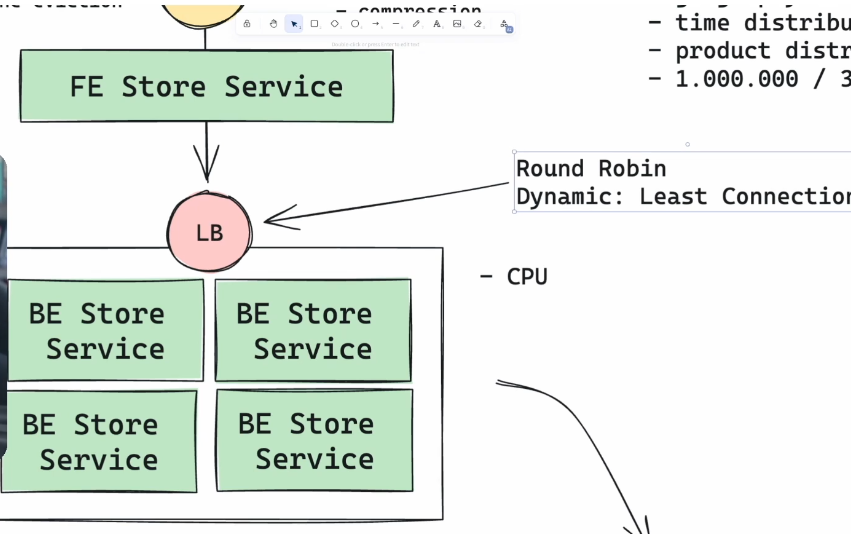 eviction
- compression
- time distribu
- product distr
- 1.000.000 / 3
FE Store Service
Round Robin
Dynamic: Least Connection
LB
- CPU
BE Store
Service
BE Store
Service
BE Store
Service
BE Store
Service